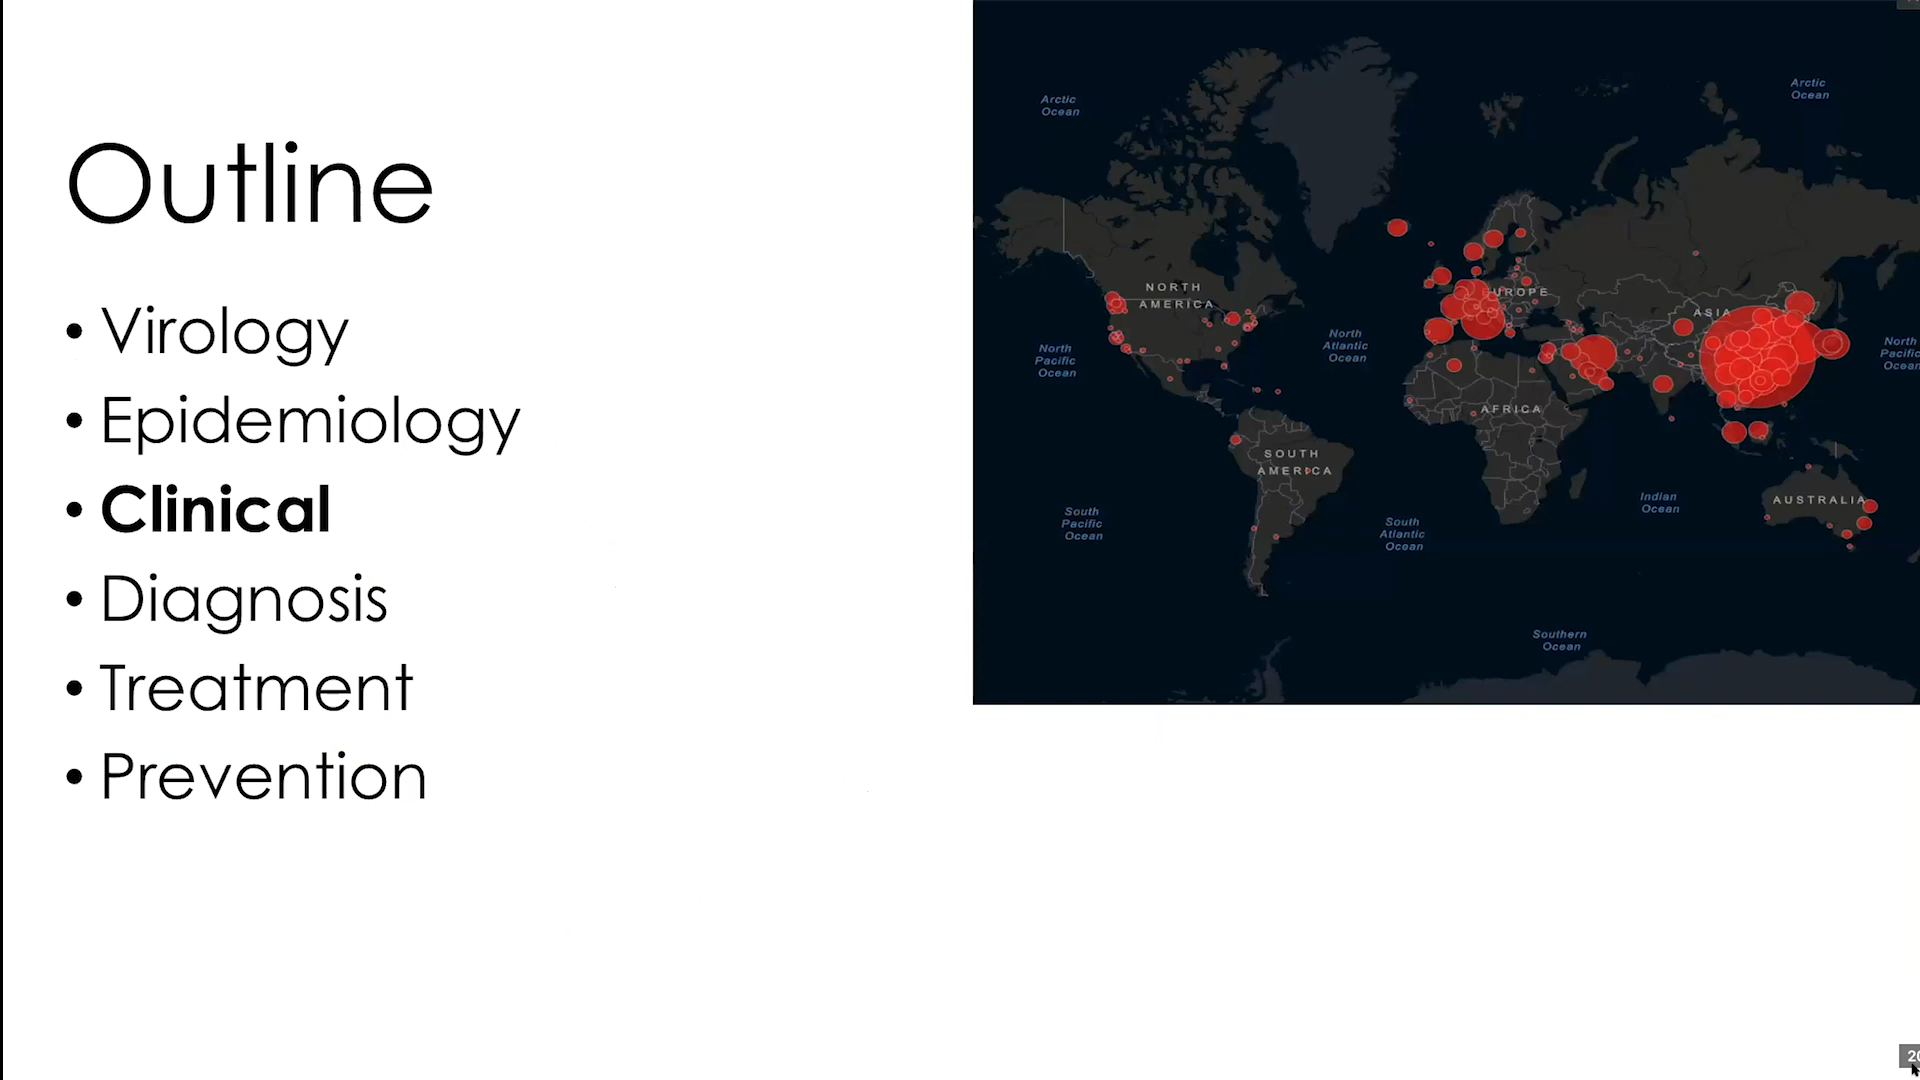 Outline
• Virology
• Epidemiology
• Clinical
• Diagnosis
• Treatment
• Prevention
Arctic
Ocean
Arctic
Ocean
NORTH
AMERICA
EUROPE
ASIA
North
Pacific
Ocean
North
Atlantic
Ocean
North
Pacific
Ocean
AFRICA
SOUTH
AMERICA
AUSTRALIA
South
Pacific
Ocean
South
Atlantic
Ocean
Indian
Ocean
Southern
Ocean